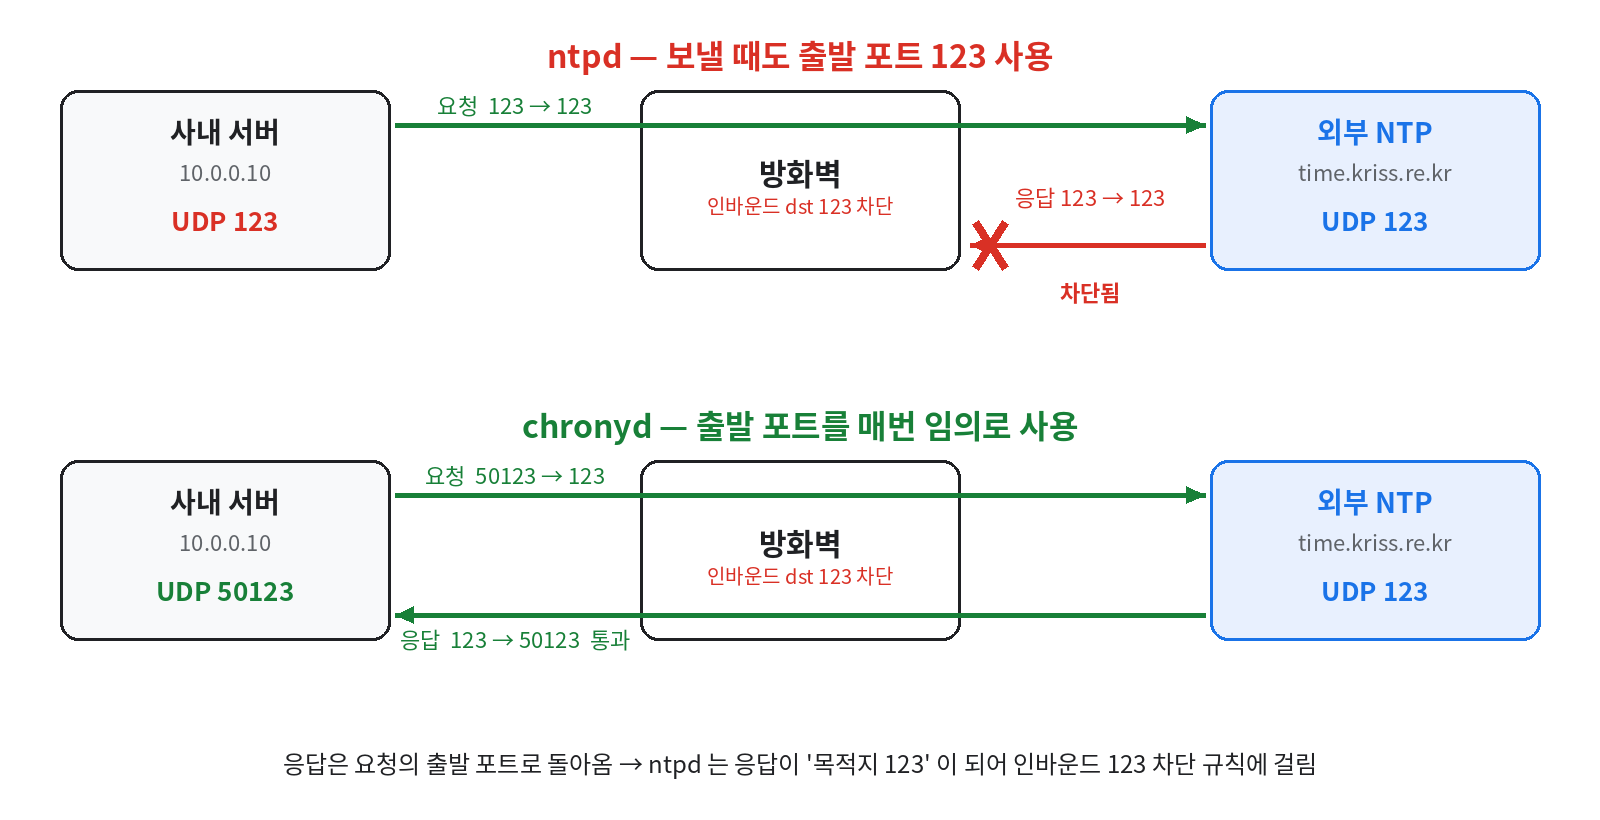 ntpd — 보낼 때도 출발 포트 123 사용
요청 123 → 123
사내 서버
10.0.0.10
UDP 123
방화벽
인바운드 dst 123 차단
외부 NTP
time.kriss.re.kr
UDP 123
응답 123 → 123
차단됨
chronyd — 출발 포트를 매번 임의로 사용
요청 50123 → 123
사내 서버
10.0.0.10
UDP 50123
방화벽
인바운드 dst 123 차단
외부 NTP
time.kriss.re.kr
UDP 123
응답 123 → 50123 통과
응답은 요청의 출발 포트로 돌아옴 → ntpd 는 응답이 '목적지 123' 이 되어 인바운드 123 차단 규칙에 걸림